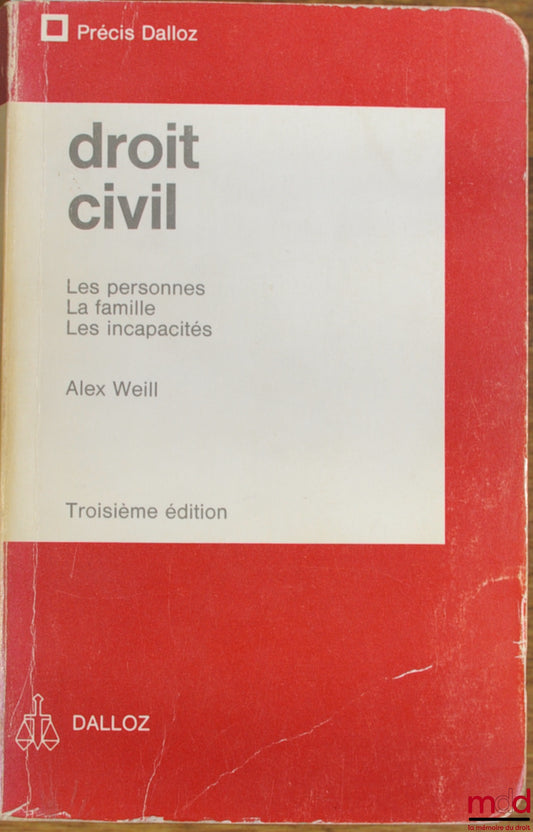 Précis Dalloz
droit
civil
Les personnes
La famille
Les incapacités
Alex Weill
Troisième édition
DALLOZ
mdd
la mémoire du droit